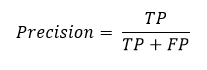 Precision = TP / (TP + FP)